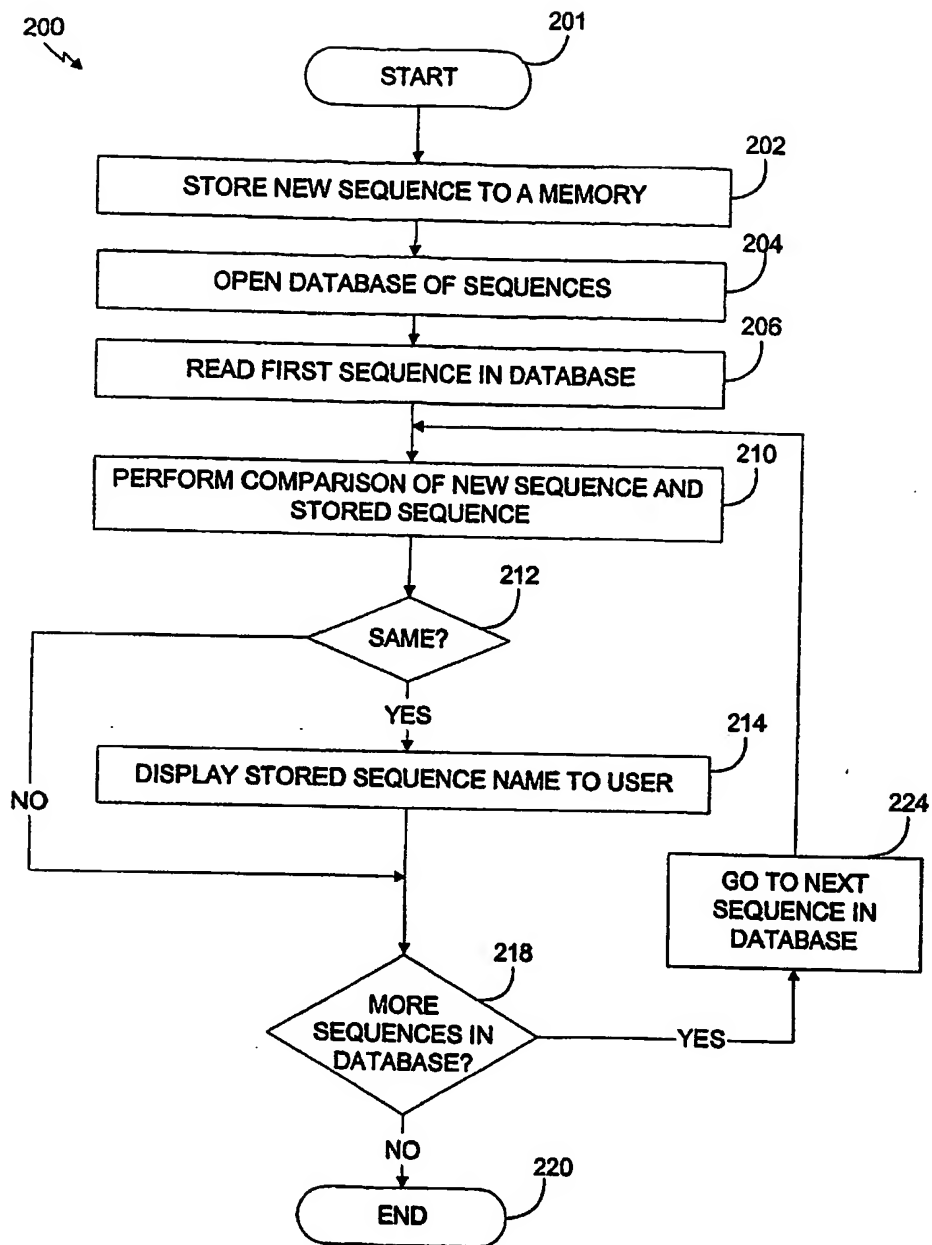 200
201
START
202
STORE NEW SEQUENCE TO A MEMORY
204
OPEN DATABASE OF SEQUENCES
206
READ FIRST SEQUENCE IN DATABASE
210
PERFORM COMPARISON OF NEW SEQUENCE AND
STORED SEQUENCE
212
SAME?
YES
214
DISPLAY STORED SEQUENCE NAME TO USER
NO
224
GO TO NEXT
SEQUENCE IN
DATABASE
218
MORE
SEQUENCES IN
DATABASE?
YES
NO
220
END